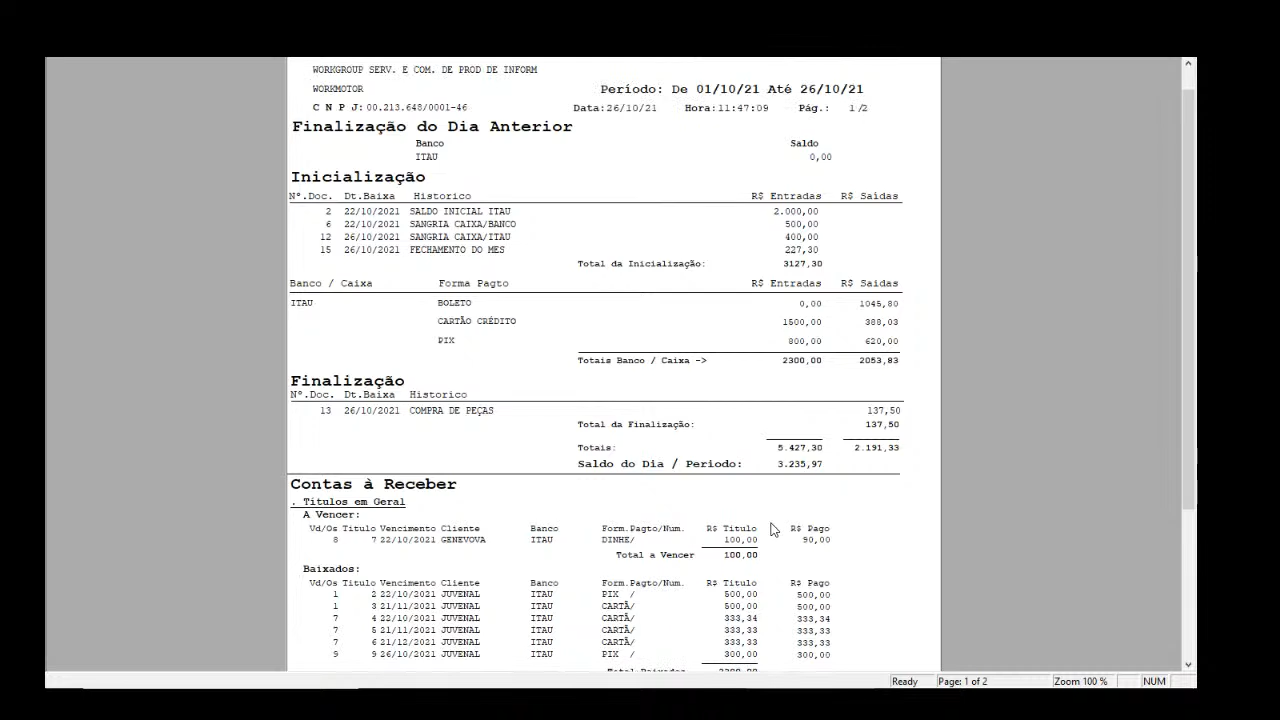 WORKGROUP SERV. E COM. DE PROD DE INFORM
WORKMOTOR Período: De 01/10/21 Até 26/10/21
C N P J:00.213.648/0001-46 Data:26/10/21 Hora:11:47:09 Pág.: 1/2
Finalização do Dia Anterior
Banco Saldo
ITAU 0,00
Inicialização
Nº.Doc. Dt.Baixa Historico R$ Entradas R$ Saídas
2 22/10/2021 SALDO INICIAL ITAU 2.000,00
6 22/10/2021 SANGRIA CAIXA/BANCO 500,00
12 26/10/2021 SANGRIA CAIXA/ITAU 400,00
15 26/10/2021 FECHAMENTO DO MES 227,30
Total da Inicialização: 3127,30
Banco / Caixa Forma Pagto R$ Entradas R$ Saídas
ITAU BOLETO 0,00 1045,80
CARTÃO CRÉDITO 1500,00 388,03
PIX 800,00 620,00
Totais Banco / Caixa -> 2300,00 2053,83
Finalização
Nº.Doc. Dt.Baixa Historico
13 26/10/2021 COMPRA DE PEÇAS 137,50
Total da Finalização: 137,50
Totais: 5.427,30 2.191,33
Saldo do Dia / Periodo: 3.235,97
Contas à Receber
. Titulos em Geral
A Vencer:
Vd/Os Titulo Vencimento Cliente Banco Form.Pagto/Num. R$ Titulo R$ Pago
8 7 22/10/2021 GENEVOVA ITAU DINHE/ 100,00 90,00
Total a Vencer 100,00
Baixados:
Vd/Os Titulo Vencimento Cliente Banco Form.Pagto/Num. R$ Titulo R$ Pago
1 2 22/10/2021 JUVENAL ITAU PIX / 500,00 500,00
1 3 21/11/2021 JUVENAL ITAU CARTÃ/ 500,00 500,00
7 4 22/10/2021 JUVENAL ITAU CARTÃ/ 333,34 333,34
7 5 21/11/2021 JUVENAL ITAU CARTÃ/ 333,33 333,33
7 6 21/12/2021 JUVENAL ITAU CARTÃ/ 333,33 333,33
9 9 26/10/2021 JUVENAL ITAU PIX / 300,00 300,00
Ready Page: 1 of 2 Zoom 100 % NUM